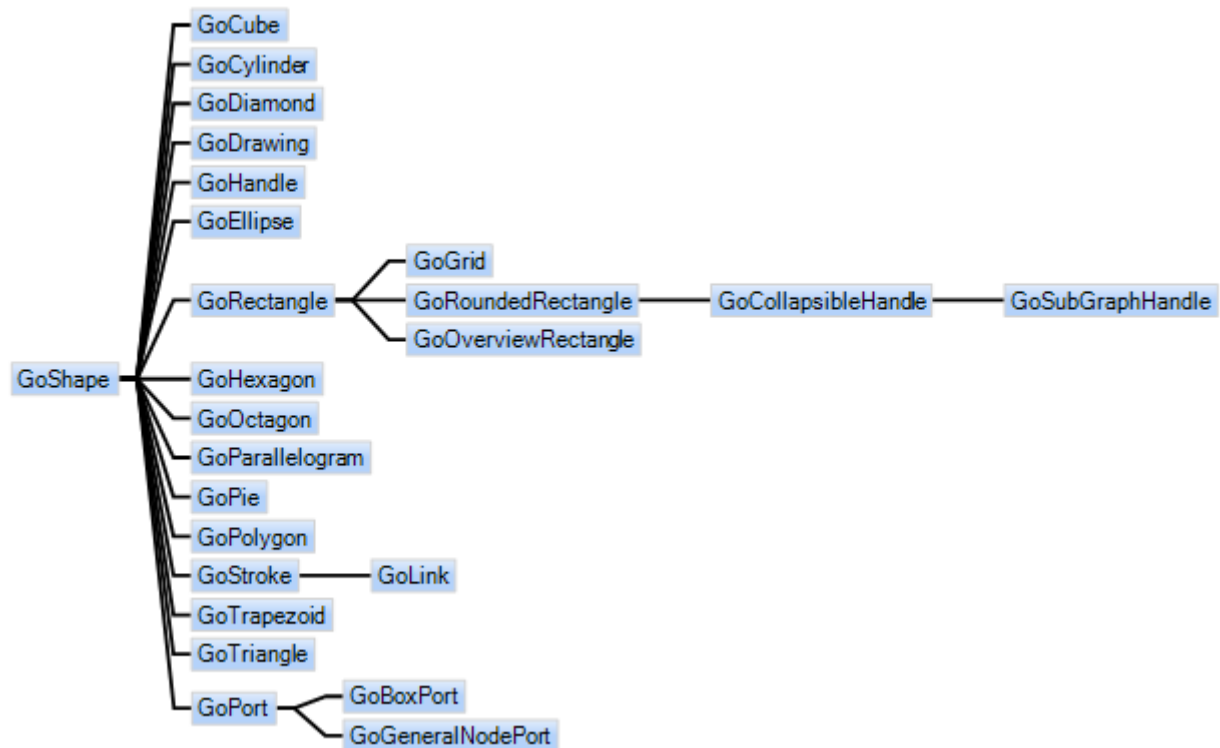 GoCube
GoCylinder
GoDiamond
GoDrawing
GoHandle
GoEllipse
GoGrid
GoRectangle
GoRoundedRectangle
GoCollapsibleHandle
GoSubGraphHandle
GoOverviewRectangle
GoShape
GoHexagon
GoOctagon
GoParallelogram
GoPie
GoPolygon
GoStroke
GoLink
GoTrapezoid
GoTriangle
GoPort
GoBoxPort
GoGeneralNodePort